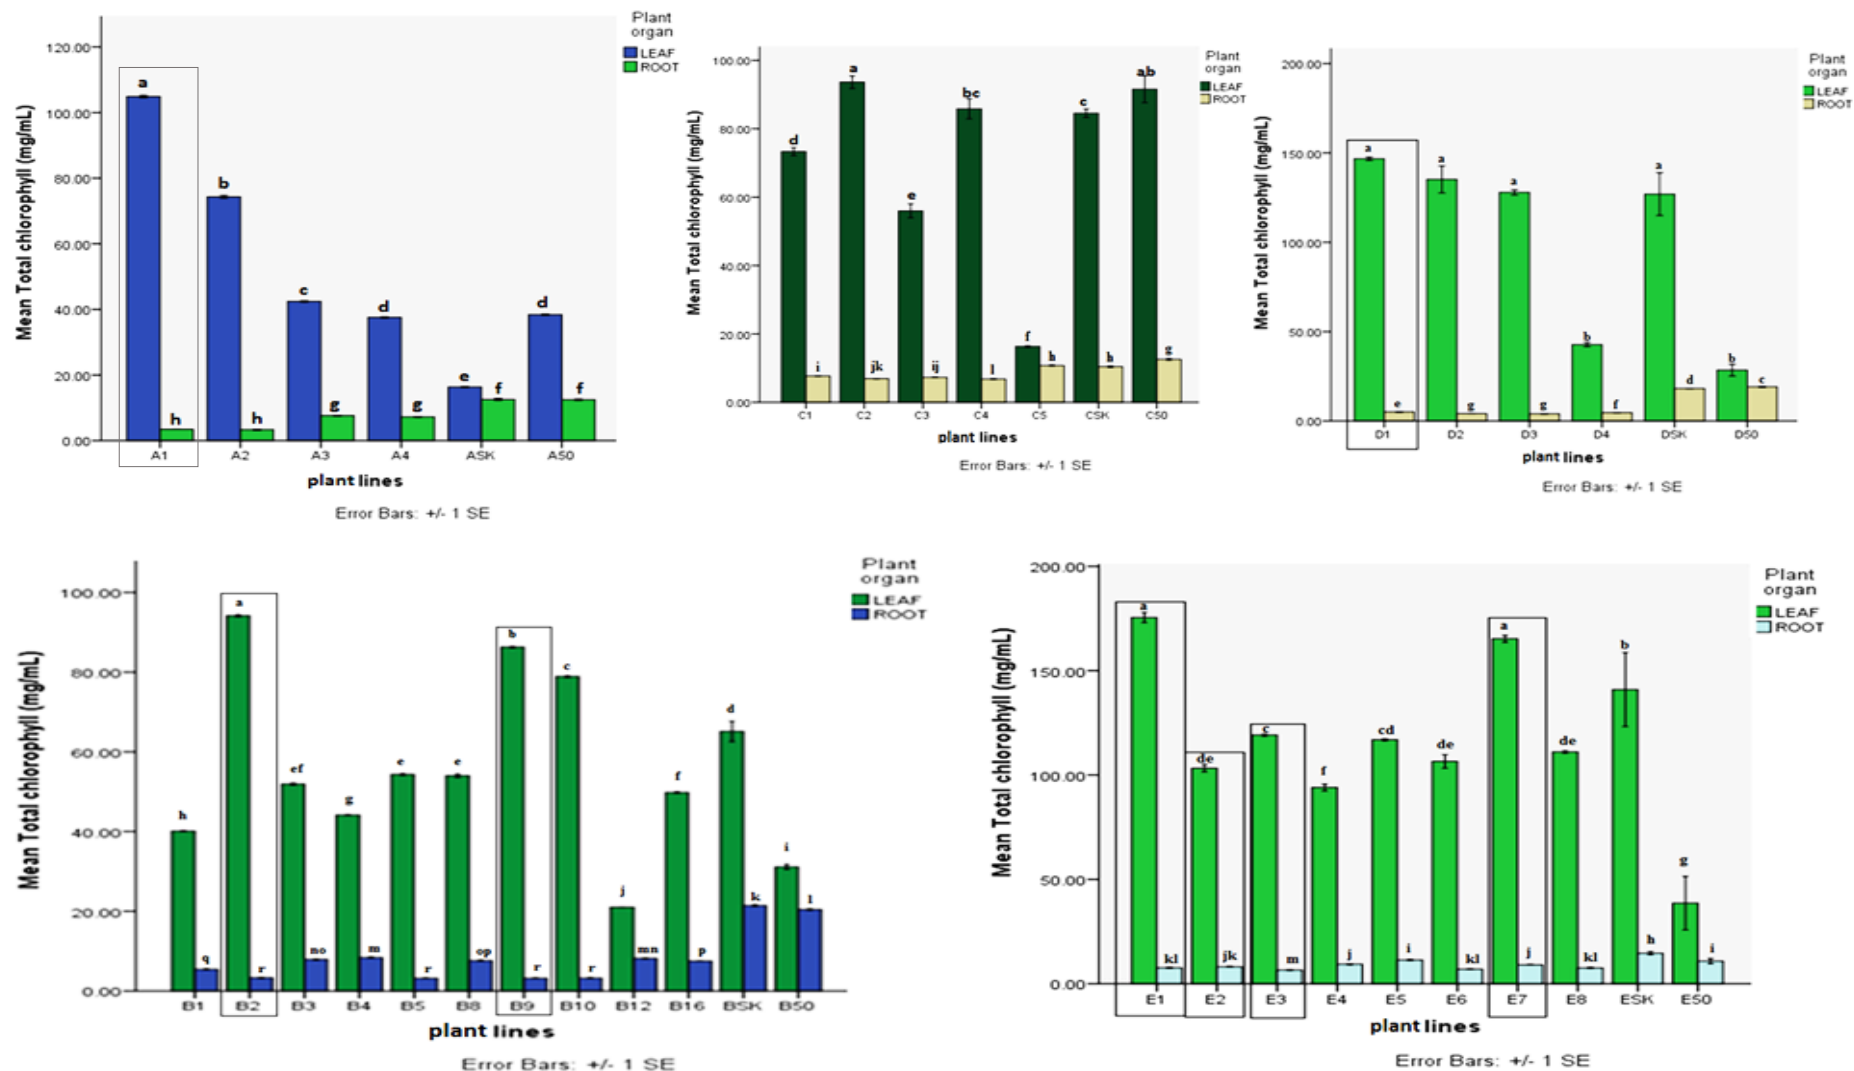 Plant
organ
LEAF
ROOT
Mean Total chlorophyll (mg/mL)
120.00
100.00
80.00
60.00
40.00
20.00
0.00
a
h
b
h
c
g
d
g
e
f
d
f
A1 A2 A3 A4 ASK AS0
plant lines
Error Bars: +/- 1 SE
Plant
organ
LEAF
ROOT
Mean Total chlorophyll (mg/mL)
100.00
80.00
60.00
40.00
20.00
0.00
d
i
a
jk
e
ij
bc
l
f
h
c
h
ab
g
C1 C2 C3 C4 C5 CSK CS0
plant lines
Error Bars: +/- 1 SE
Plant
organ
LEAF
ROOT
Mean Total chlorophyll (mg/mL)
200.00
150.00
100.00
50.00
0.00
a
e
a
g
a
g
b
f
a
d
b
c
D1 D2 D3 D4 DSK DS0
plant lines
Error Bars: +/- 1 SE
Plant
organ
LEAF
ROOT
Mean Total chlorophyll (mg/mL)
100.00
80.00
60.00
40.00
20.00
0.00
h
q
a
r
ef
no
g
m
e
r
e
op
b
r
c
r
j
mn
f
p
d
k
i
l
B1 B2 B3 B4 B5 B8 B9 B10 B12 B16 BSK BS0
plant lines
Error Bars: +/- 1 SE
Plant
organ
LEAF
ROOT
Mean Total chlorophyll (mg/mL)
200.00
150.00
100.00
50.00
0.00
a
kl
de
jk
c
m
f
j
cd
i
de
kl
a
j
de
kl
b
h
g
i
E1 E2 E3 E4 E5 E6 E7 E8 ESK ES0
plant lines
Error Bars: +/- 1 SE